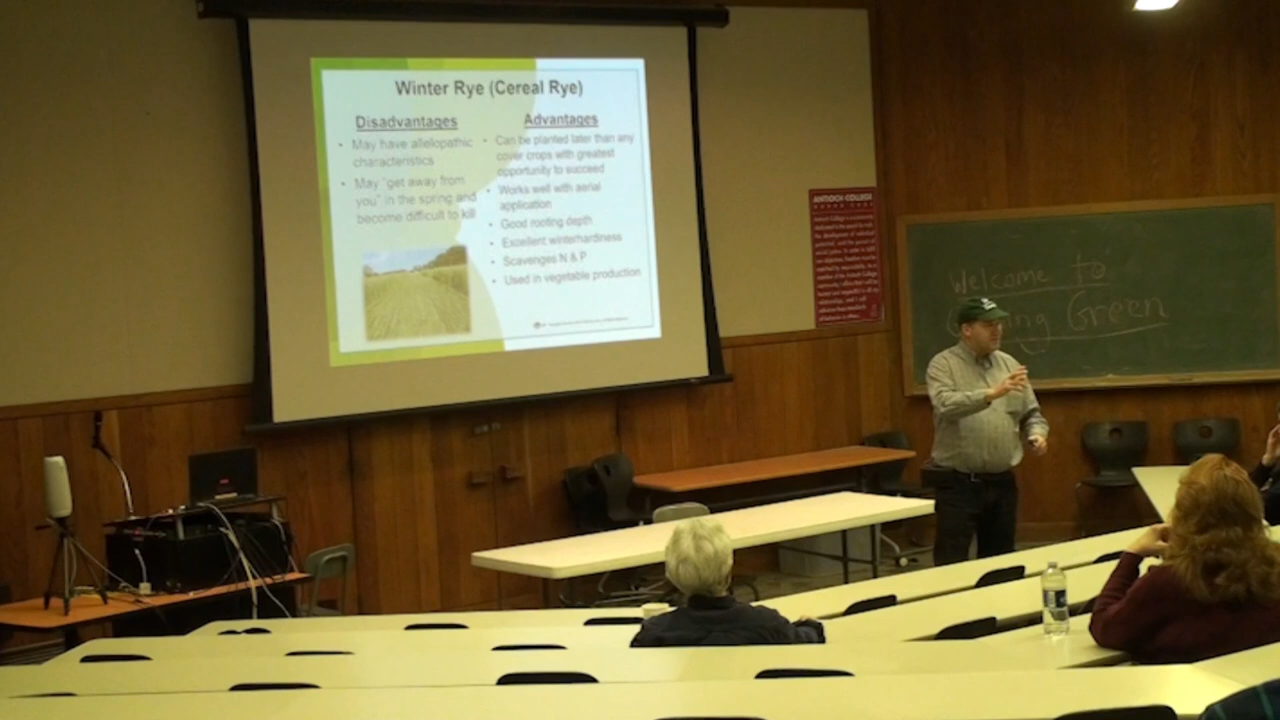 Winter Rye (Cereal Rye)
Disadvantages
• May have allelopathic
characteristics
• May "get away from
you" in the spring and
become difficult to kill
Advantages
• Can be planted later than any
cover crops with greatest
opportunity to succeed
• Works well with aerial
application
• Good rooting depth
• Excellent winterhardiness
• Scavenges N & P
• Used in vegetable production
ANTIOCH COLLEGE
Welcome to
Green